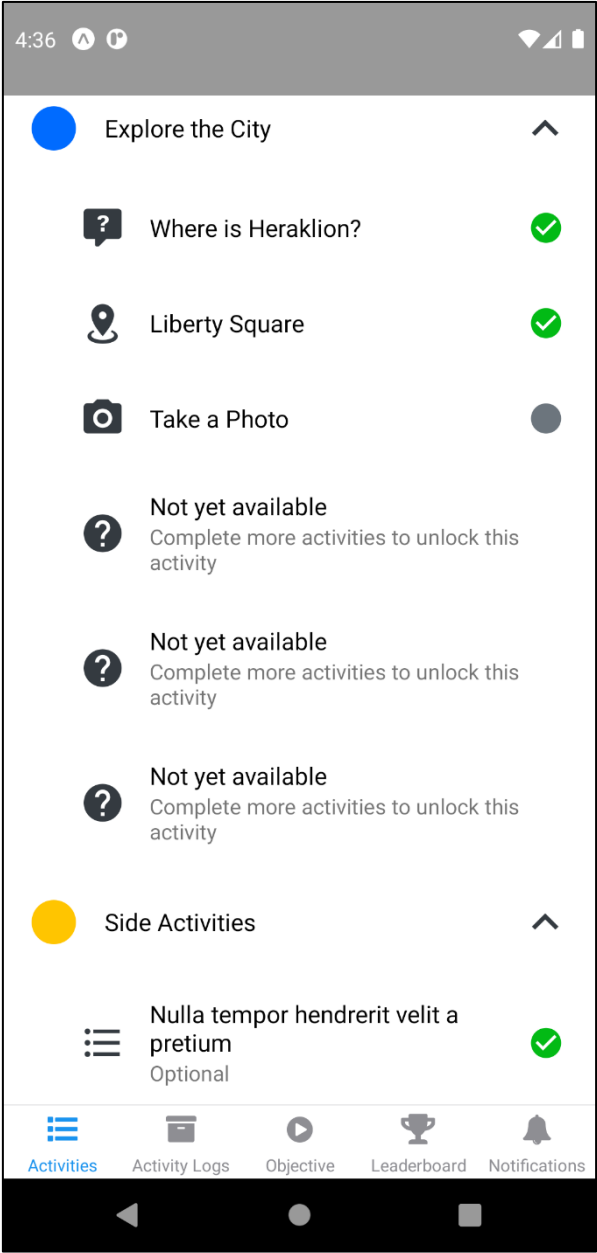 4:36
Explore the City
Where is Heraklion?
Liberty Square
Take a Photo
Not yet available
Complete more activities to unlock this
activity
Not yet available
Complete more activities to unlock this
activity
Not yet available
Complete more activities to unlock this
activity
Side Activities
Nulla tempor hendrerit velit a
pretium
Optional
Activities
Activity Logs
Objective
Leaderboard
Notifications